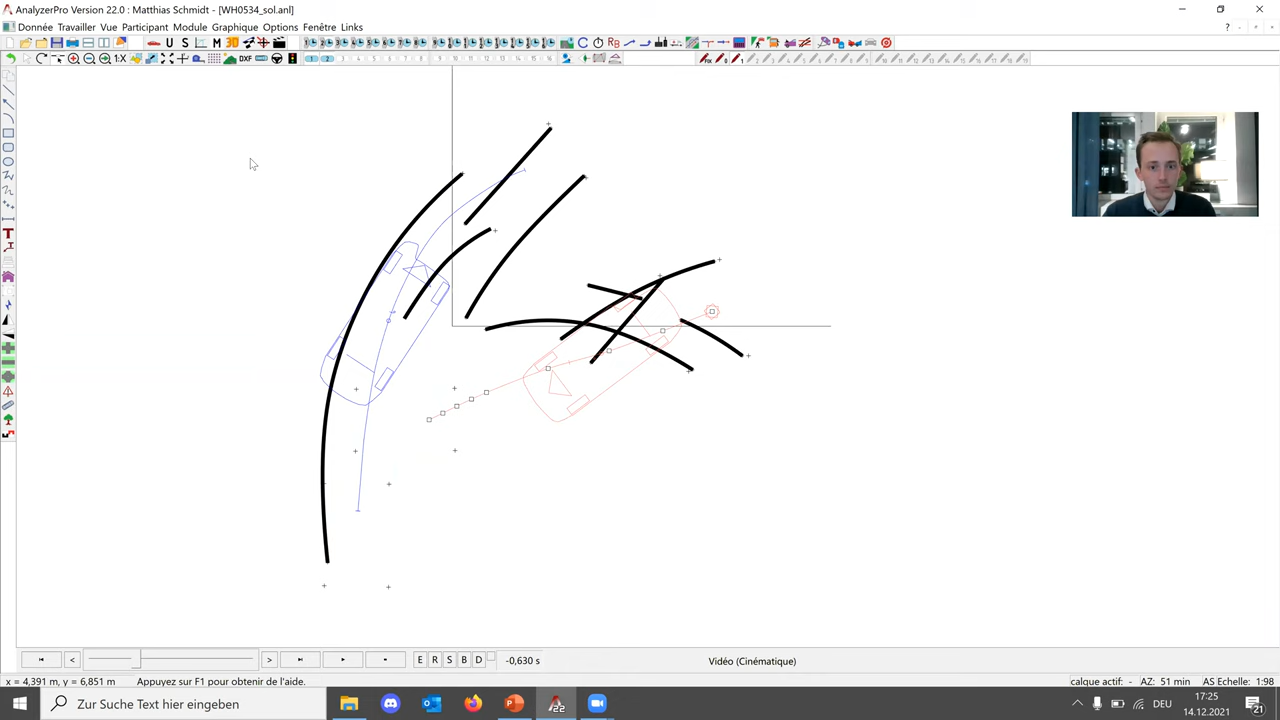 AnalyzerPro Version 22.0 : Matthias Schmidt - [WH0534_sol.anl]
Donnée Travailler Vue Participant Module Graphique Options Fenêtre Links
E R S B D -0,630 s Vidéo (Cinématique)
x = 4,391 m, y = 6,851 m Appuyez sur F1 pour obtenir de l'aide. calque actif: - AZ: 51 min AS Echelle: 1:98
Zur Suche Text hier eingeben
DEU
17:25
14.12.2021